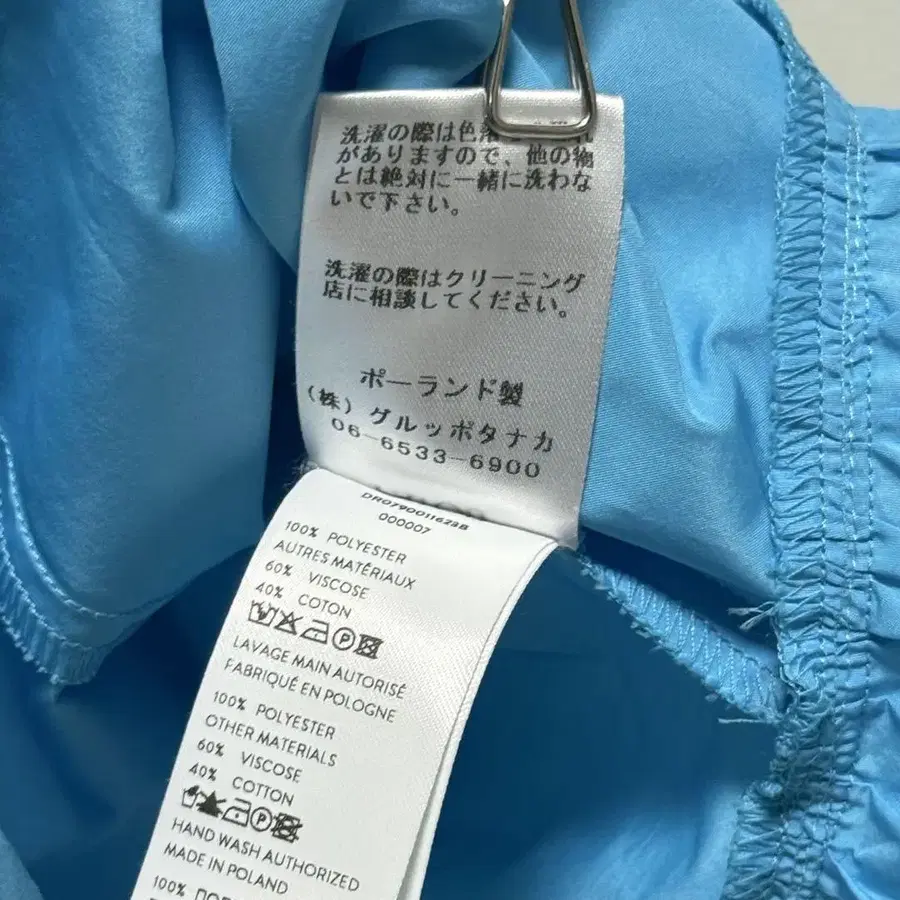 洗濯の際は色落
がありますので、他の物
とは絶対に一緒に洗わな
いで下さい。
洗濯の際はクリーニング
店に相談してください。
ポーランド製
(株) グルッポタナカ
06-6533-6900
DR0790011623B
000007
100% POLYESTER
AUTRES MATÉRIAUX
60% VISCOSE
40% COTON
LAVAGE MAIN AUTORISÉ
FABRIQUÉ EN POLOGNE
100% POLYESTER
OTHER MATERIALS
60% VISCOSE
40% COTTON
HAND WASH AUTHORIZED
MADE IN POLAND
100%